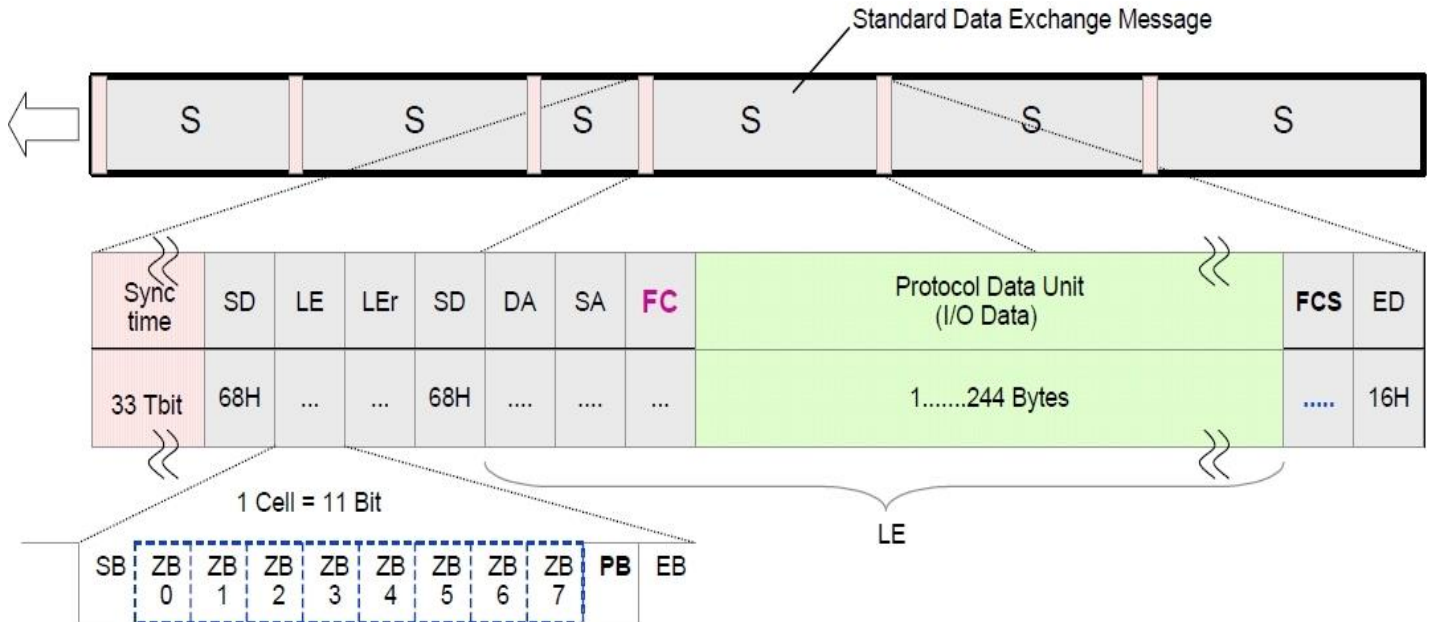 Standard Data Exchange Message
S S S S S S
Sync time SD LE LEr SD DA SA FC Protocol Data Unit (I/O Data) FCS ED
33 Tbit 68H ... ... 68H .... .... ... 1.......244 Bytes ..... 16H
1 Cell = 11 Bit
LE
SB ZB 0 ZB 1 ZB 2 ZB 3 ZB 4 ZB 5 ZB 6 ZB 7 PB EB